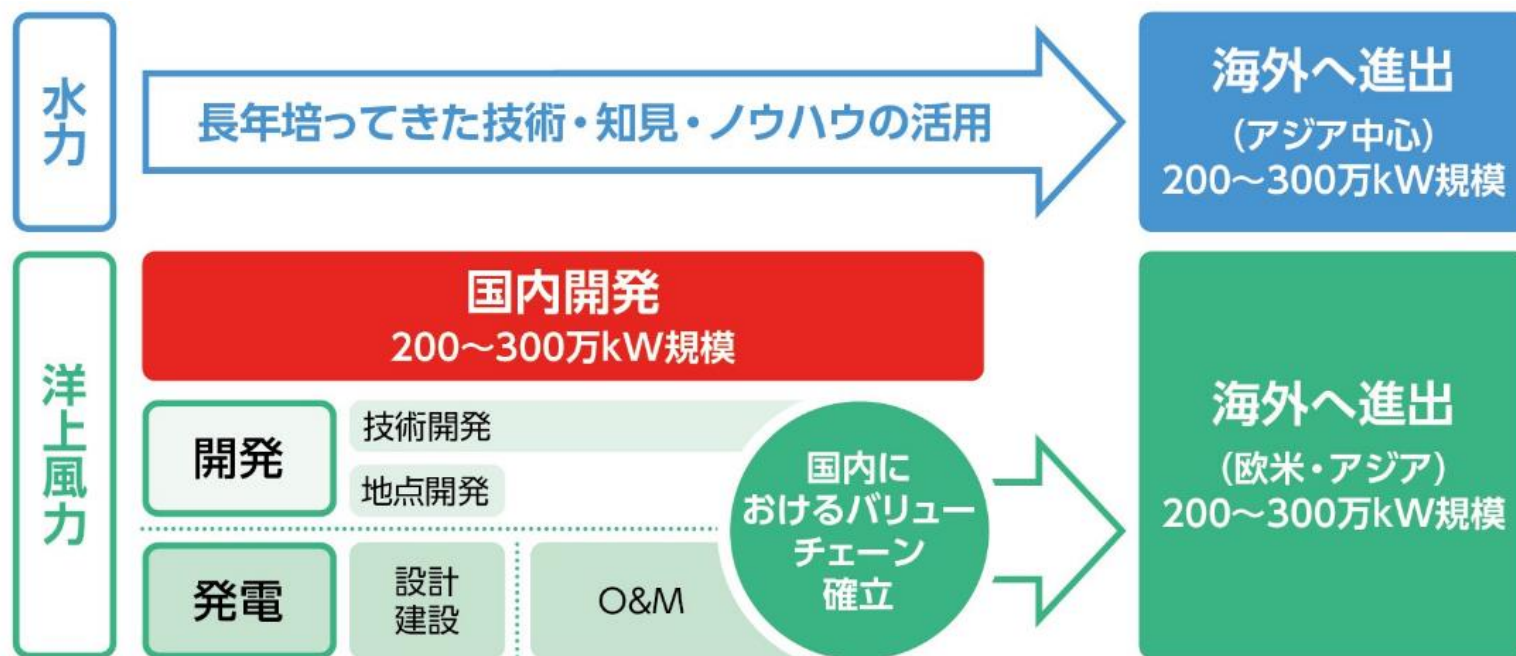 水力
長年培ってきた技術・知見・ノウハウの活用
海外へ進出
(アジア中心)
200～300万kW規模
洋上風力
国内開発
200～300万kW規模
開発
技術開発
地点開発
発電
設計
建設
O&M
国内に
おけるバリュー
チェーン
確立
海外へ進出
(欧米・アジア)
200～300万kW規模